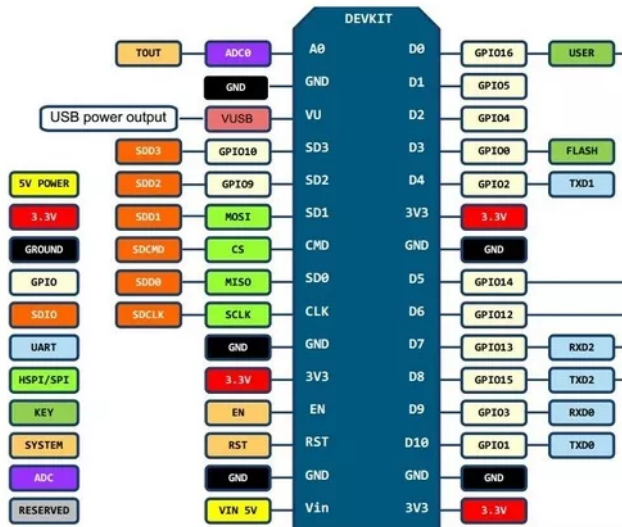 DEVKIT
TOUT ADC0 A0 D0 GPIO16 USER
GND GND D1 GPIO5
USB power output VUSB VU D2 GPIO4
SDD3 GPIO10 SD3 D3 GPIO0 FLASH
5V POWER SDD2 GPIO9 SD2 D4 GPIO2 TXD1
3.3V SDD1 MOSI SD1 3V3 3.3V
GROUND SDCMD CS CMD GND GND
GPIO SDD0 MISO SD0 D5 GPIO14
SDIO SDCLK SCLK CLK D6 GPIO12
UART GND GND D7 GPIO13 RXD2
HSPI/SPI 3.3V 3V3 D8 GPIO15 TXD2
KEY EN EN D9 GPIO3 RXD0
SYSTEM RST RST D10 GPIO1 TXD0
ADC GND GND GND GND
RESERVED VIN 5V Vin 3V3 3.3V